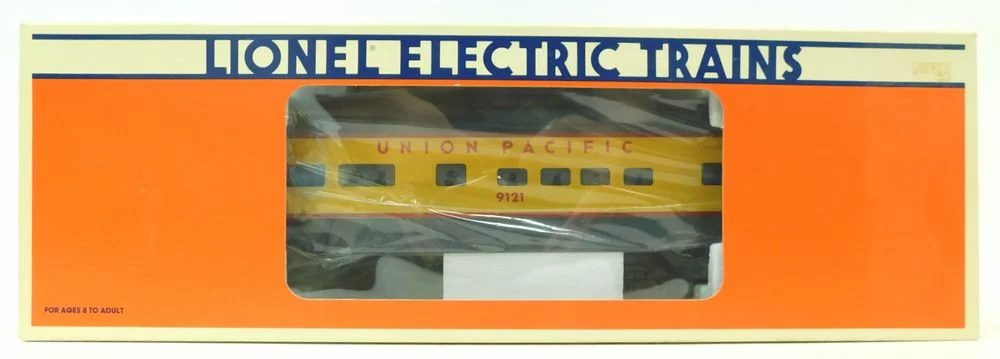 LIONEL ELECTRIC TRAINS
UNION PACIFIC
9121
FOR AGES 8 TO ADULT